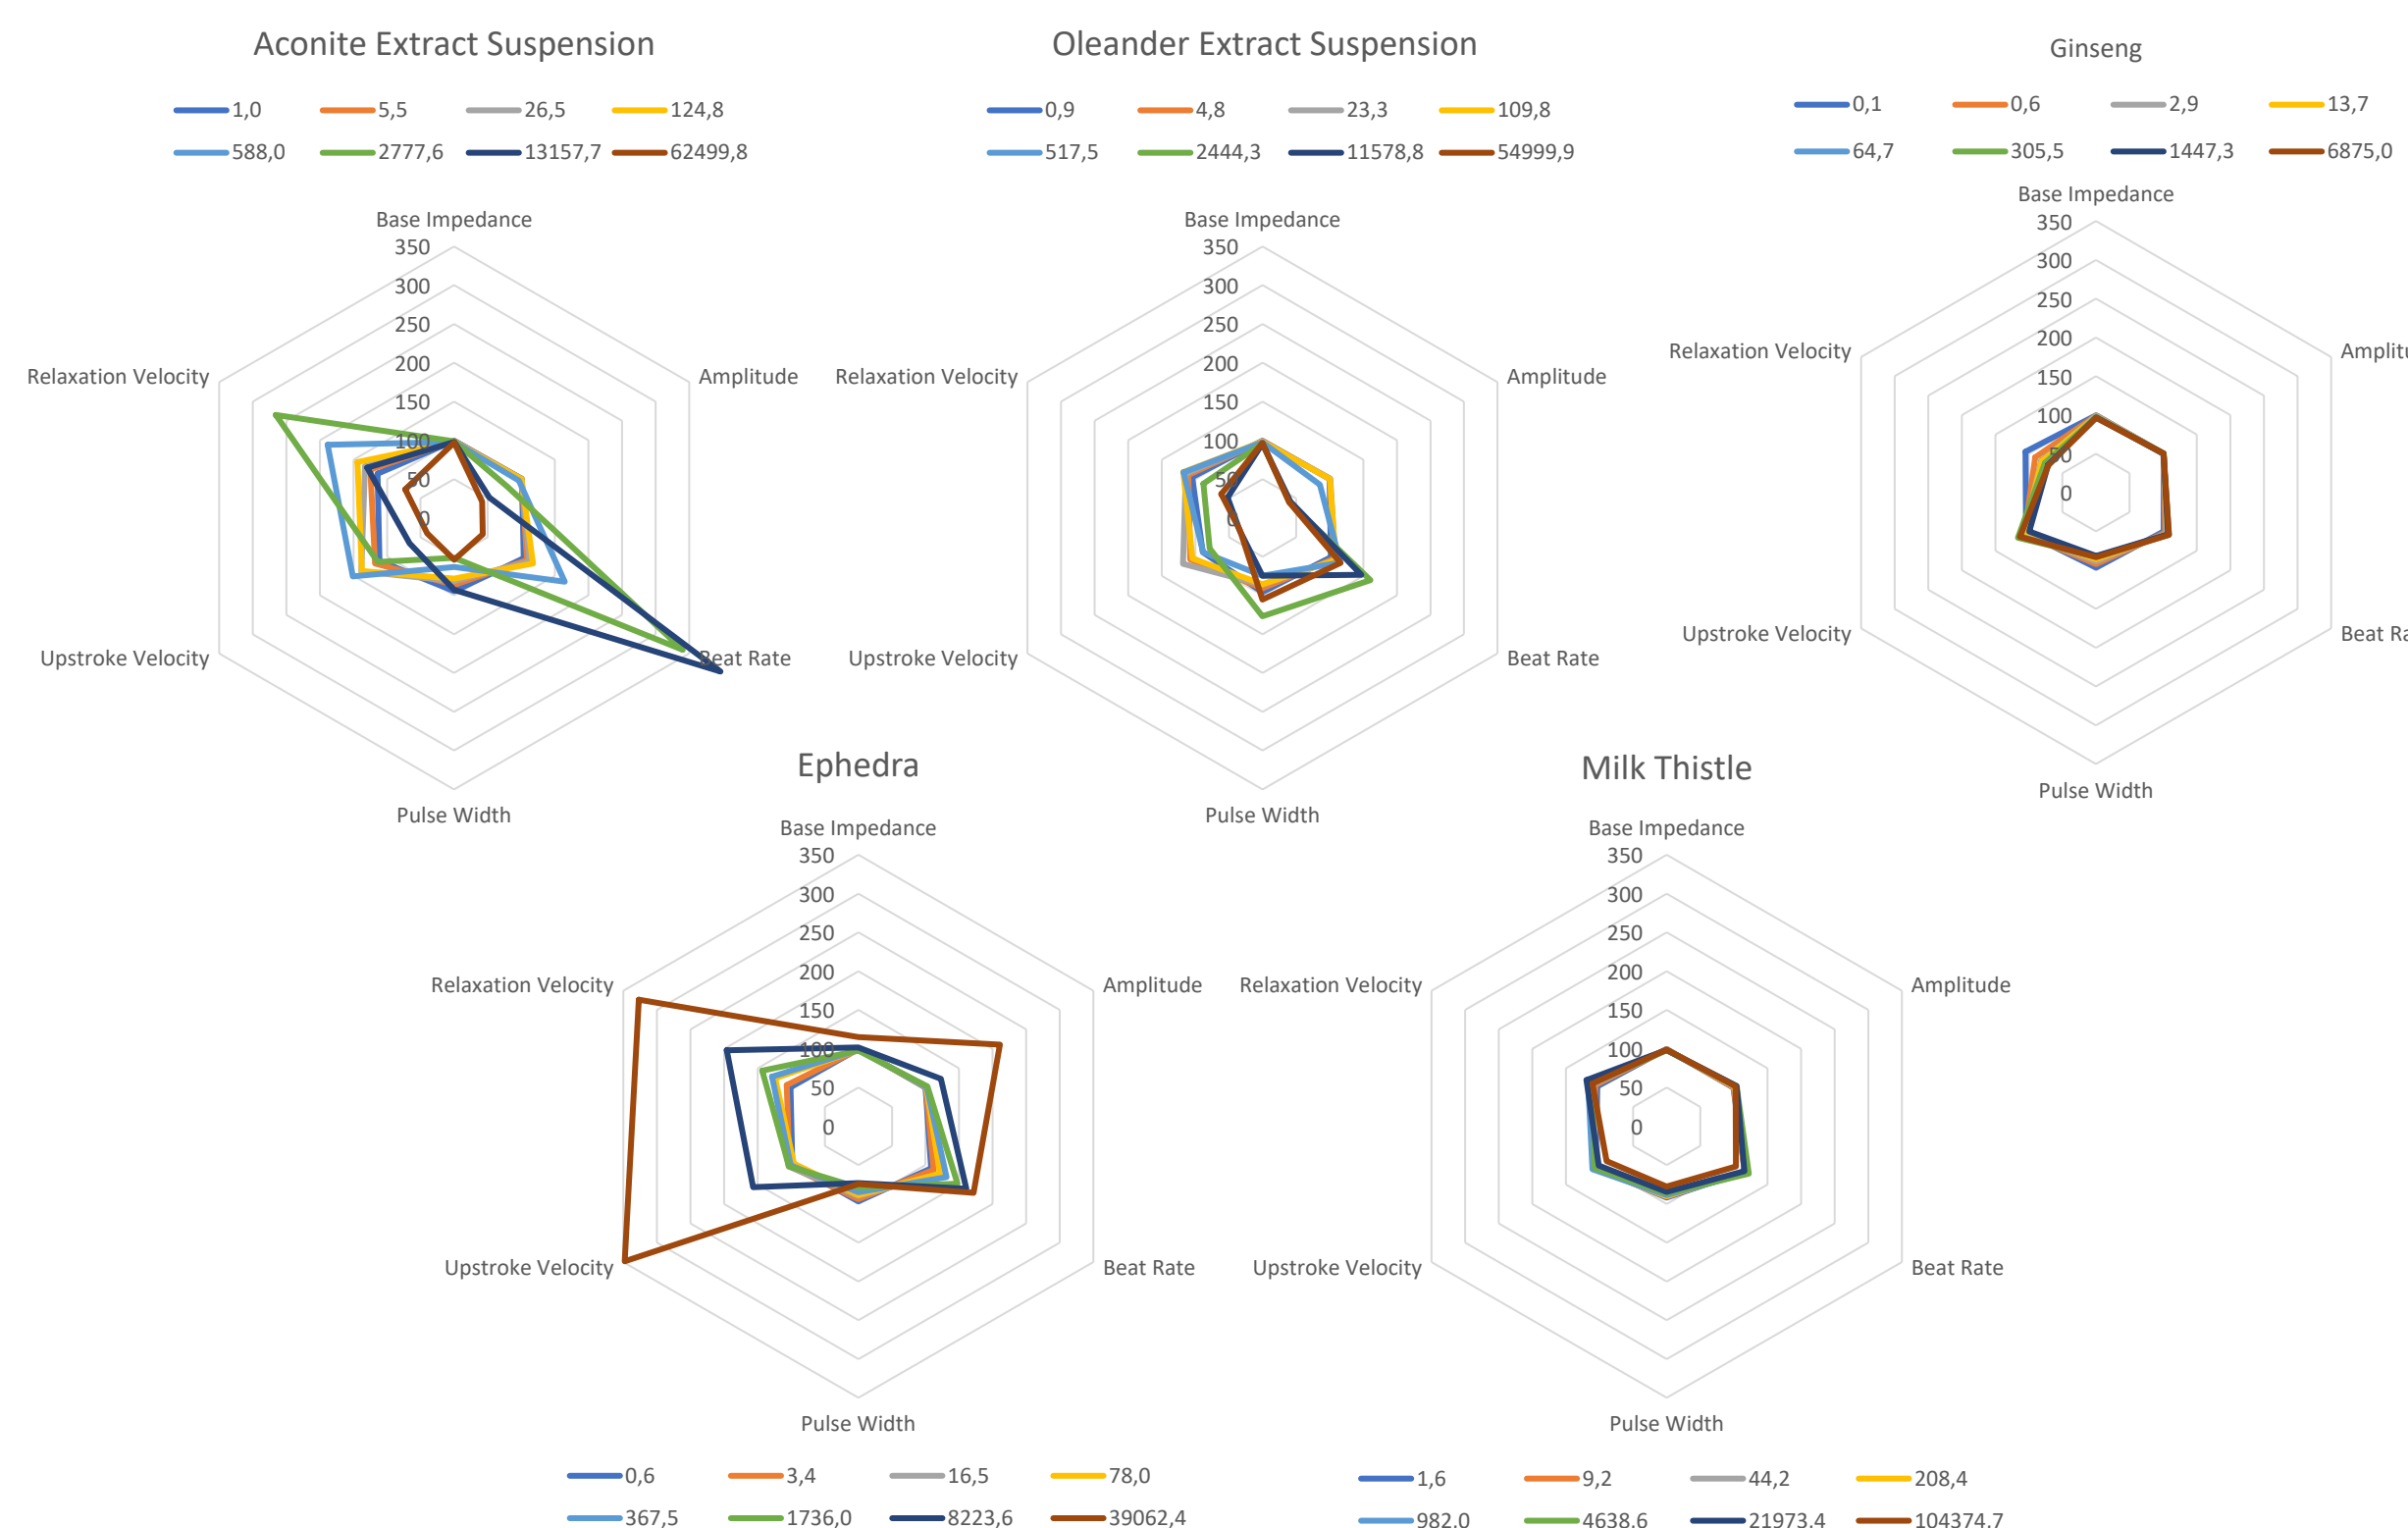 Aconite Extract Suspension
1,0 5,5 26,5 124,8
588,0 2777,6 13157,7 62499,8
Base Impedance
350
300
250
200
150
100
50
0
Relaxation Velocity
Amplitude
Upstroke Velocity
Beat Rate
Pulse Width
Oleander Extract Suspension
0,9 4,8 23,3 109,8
517,5 2444,3 11578,8 54999,9
Base Impedance
350
300
250
200
150
100
50
0
Relaxation Velocity
Amplitude
Upstroke Velocity
Beat Rate
Pulse Width
Ginseng
0,1 0,6 2,9 13,7
64,7 305,5 1447,3 6875,0
Base Impedance
350
300
250
200
150
100
50
0
Relaxation Velocity
Amplitu
Upstroke Velocity
Beat Ra
Pulse Width
Ephedra
Base Impedance
350
300
250
200
150
100
50
0
Relaxation Velocity
Amplitude
Upstroke Velocity
Beat Rate
Pulse Width
0,6 3,4 16,5 78,0
367,5 1736,0 8223,6 39062,4
Milk Thistle
Base Impedance
350
300
250
200
150
100
50
0
Relaxation Velocity
Amplitude
Upstroke Velocity
Beat Rate
Pulse Width
1,6 9,2 44,2 208,4
982,0 4638,6 21973,4 104374,7